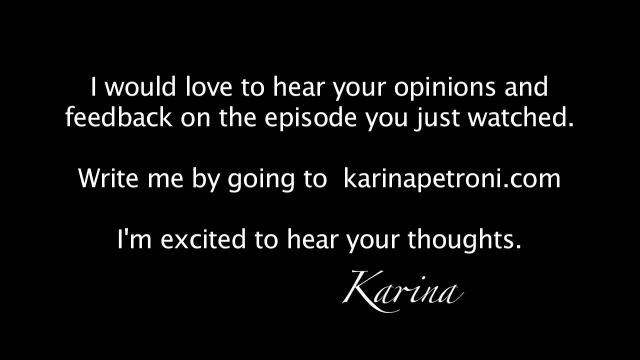 I would love to hear your opinions and
feedback on the episode you just watched.
Write me by going to  karinapetroni.com
I'm excited to hear your thoughts.
Karina